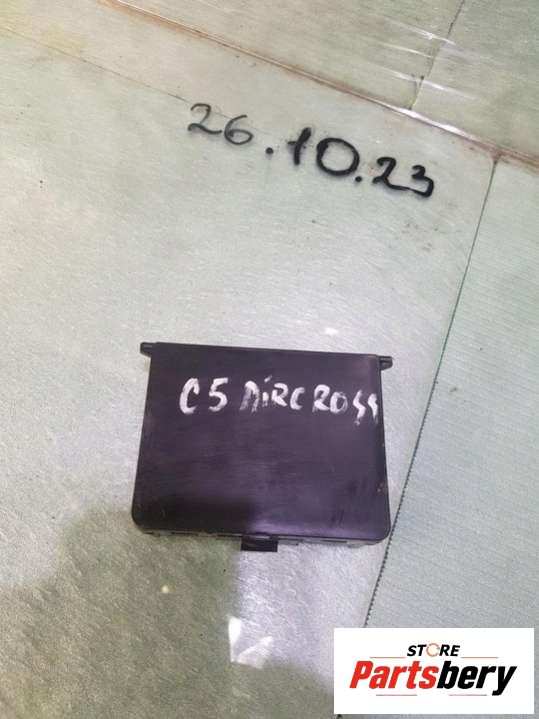 26.10.23
C5 AiRCROSS
STORE
Partsbery